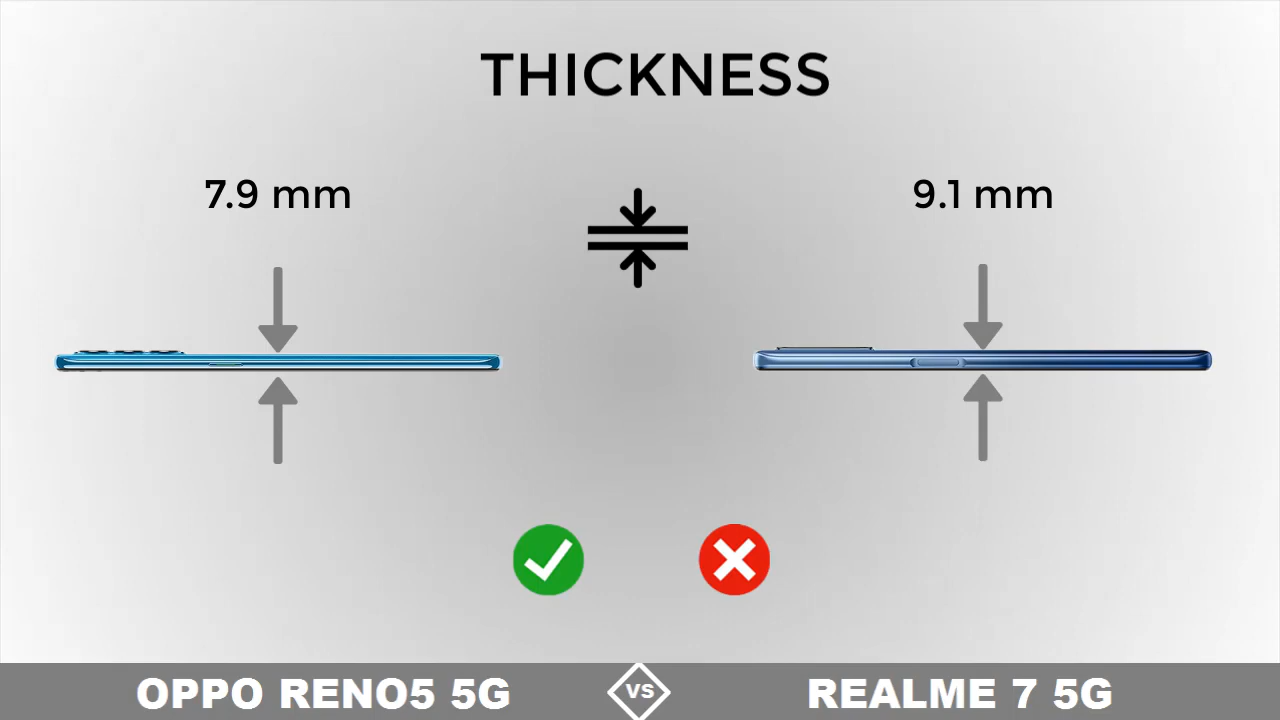 THICKNESS
7.9 mm
9.1 mm
OPPO RENO5 5G
VS
REALME 7 5G